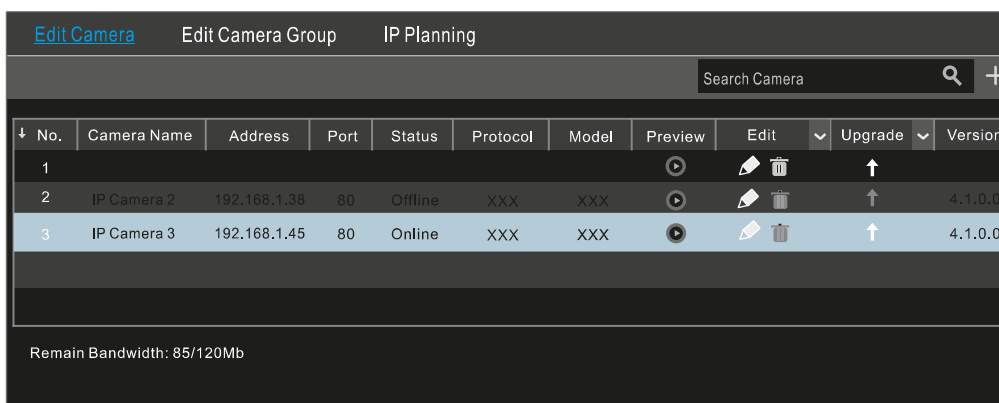 Edit Camera Edit Camera Group IP Planning
Search Camera
No. Camera Name Address Port Status Protocol Model Preview Edit Upgrade Version
1
2 IP Camera 2 192.168.1.38 80 Offline XXX XXX 4.1.0.0
3 IP Camera 3 192.168.1.45 80 Online XXX XXX 4.1.0.0
Remain Bandwidth: 85/120Mb